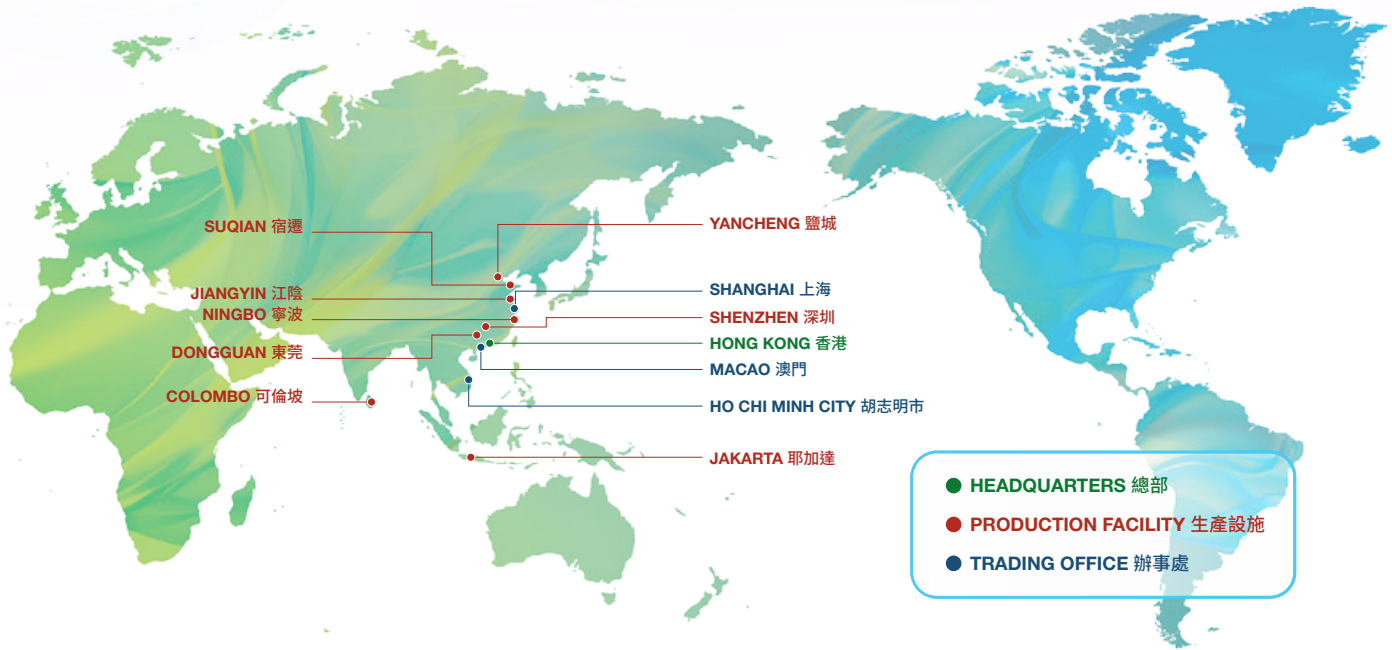 SUQIAN 宿遷
JIANGYIN 江陰
NINGBO 寧波
DONGGUAN 東莞
COLOMBO 可倫坡
YANCHENG 鹽城
SHANGHAI 上海
SHENZHEN 深圳
HONG KONG 香港
MACAO 澳門
HO CHI MINH CITY 胡志明市
JAKARTA 耶加達
HEADQUARTERS 總部
PRODUCTION FACILITY 生產設施
TRADING OFFICE 辦事處